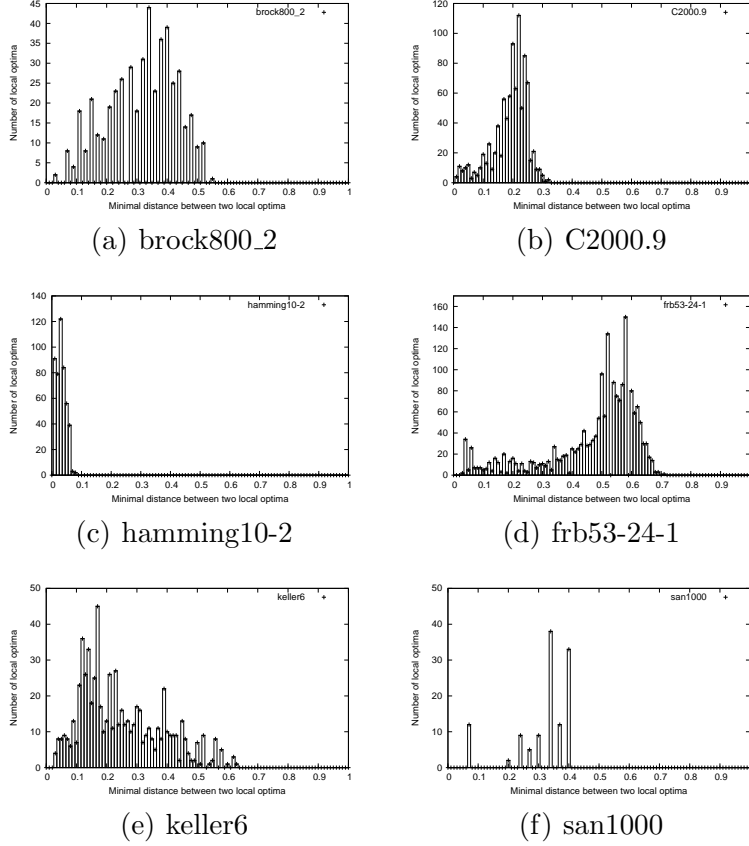 45
40
35
30
25
20
15
10
5
0
Number of local optima
brock800_2
0 0.1 0.2 0.3 0.4 0.5 0.6 0.7 0.8 0.9 1
Minimal distance between two local optima
(a) brock800_2
120
100
80
60
40
20
0
Number of local optima
C2000.9
0 0.1 0.2 0.3 0.4 0.5 0.6 0.7 0.8 0.9
Minimal distance between two local optima
(b) C2000.9
140
120
100
80
60
40
20
0
Number of local optima
hamming10-2
0 0.1 0.2 0.3 0.4 0.5 0.6 0.7 0.8 0.9 1
Minimal distance between two local optima
(c) hamming10-2
160
140
120
100
80
60
40
20
0
Number of local optima
frb53-24-1
0 0.1 0.2 0.3 0.4 0.5 0.6 0.7 0.8 0.9
Minimal distance between two local optima
(d) frb53-24-1
50
40
30
20
10
0
Number of local optima
keller6
0 0.1 0.2 0.3 0.4 0.5 0.6 0.7 0.8 0.9 1
Minimal distance between two local optima
(e) keller6
50
40
30
20
10
0
Number of local optima
san1000
0 0.1 0.2 0.3 0.4 0.5 0.6 0.7 0.8 0.9
Minimal distance between two local optima
(f) san1000